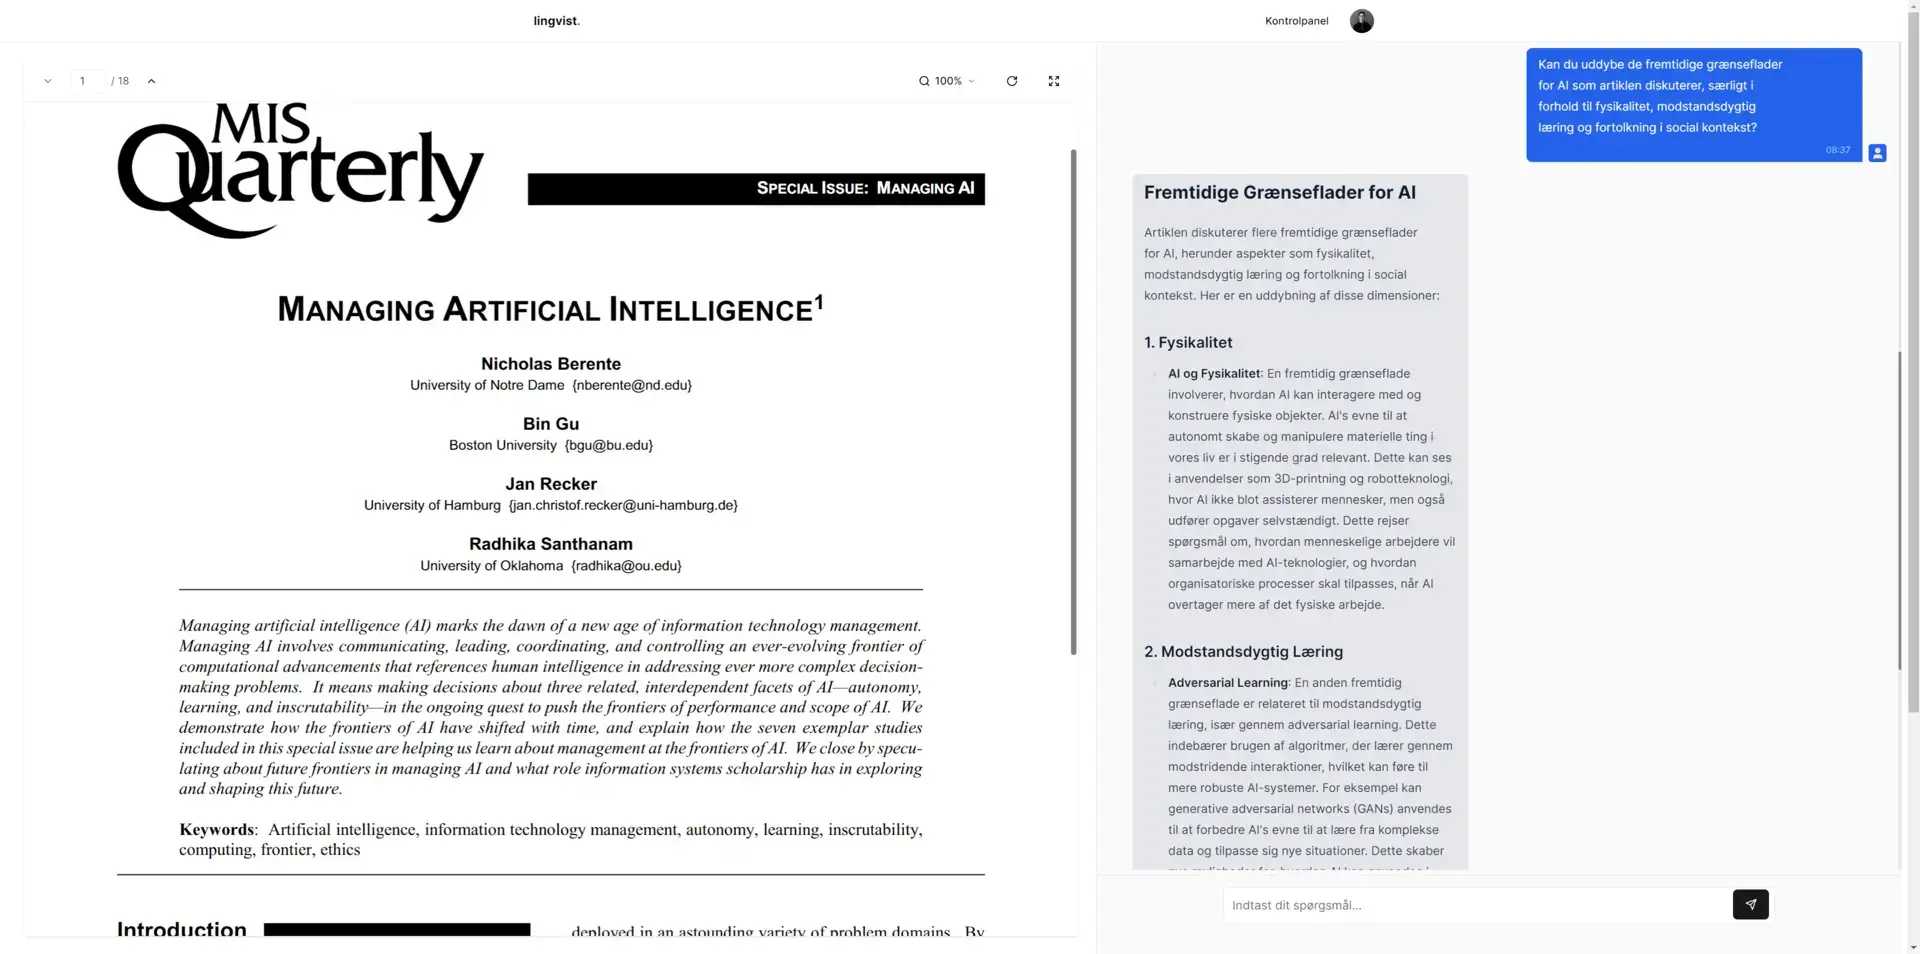 lingvist.
Kontrolpanel
1 / 18
100%
MIS
Quarterly
SPECIAL ISSUE: MANAGING AI
MANAGING ARTIFICIAL INTELLIGENCE1
Nicholas Berente
University of Notre Dame {nberente@nd.edu}
Bin Gu
Boston University {bgu@bu.edu}
Jan Recker
University of Hamburg {jan.christof.recker@uni-hamburg.de}
Radhika Santhanam
University of Oklahoma {radhika@ou.edu}
Managing artificial intelligence (AI) marks the dawn of a new age of information technology management.
Managing AI involves communicating, leading, coordinating, and controlling an ever-evolving frontier of
computational advancements that references human intelligence in addressing ever more complex decision-
making problems. It means making decisions about three related, interdependent facets of AI—autonomy,
learning, and inscrutability—in the ongoing quest to push the frontiers of performance and scope of AI. We
demonstrate how the frontiers of AI have shifted with time, and explain how the seven exemplar studies
included in this special issue are helping us learn about management at the frontiers of AI. We close by specu-
lating about future frontiers in managing AI and what role information systems scholarship has in exploring
and shaping this future.
Keywords: Artificial intelligence, information technology management, autonomy, learning, inscrutability,
computing, frontier, ethics
Introduction
deployed in an astounding variety of problem domains. By
Kan du uddybe de fremtidige grænseflader
for AI som artiklen diskuterer, særligt i
forhold til fysikalitet, modstandsdygtig
læring og fortolkning i social kontekst?
08:37
Fremtidige Grænseflader for AI
Artiklen diskuterer flere fremtidige grænseflader
for AI, herunder aspekter som fysikalitet,
modstandsdygtig læring og fortolkning i social
kontekst. Her er en uddybning af disse dimensioner:
1. Fysikalitet
AI og Fysikalitet: En fremtidig grænseflade
involverer, hvordan AI kan interagere med og
konstruere fysiske objekter. AI's evne til at
autonomt skabe og manipulere materielle ting i
vores liv er i stigende grad relevant. Dette kan ses
i anvendelser som 3D-printning og robotteknologi,
hvor AI ikke blot assisterer mennesker, men også
udfører opgaver selvstændigt. Dette rejser
spørgsmål om, hvordan menneskelige arbejdere vil
samarbejde med AI-teknologier, og hvordan
organisatoriske processer skal tilpasses, når AI
overtager mere af det fysiske arbejde.
2. Modstandsdygtig Læring
Adversarial Learning: En anden fremtidig
grænseflade er relateret til modstandsdygtig
læring, især gennem adversarial learning. Dette
indebærer brugen af algoritmer, der lærer gennem
modstridende interaktioner, hvilket kan føre til
mere robuste AI-systemer. For eksempel kan
generative adversarial networks (GANs) anvendes
til at forbedre AI's evne til at lære fra komplekse
data og tilpasse sig nye situationer. Dette skaber
Indtast dit spørgsmål...